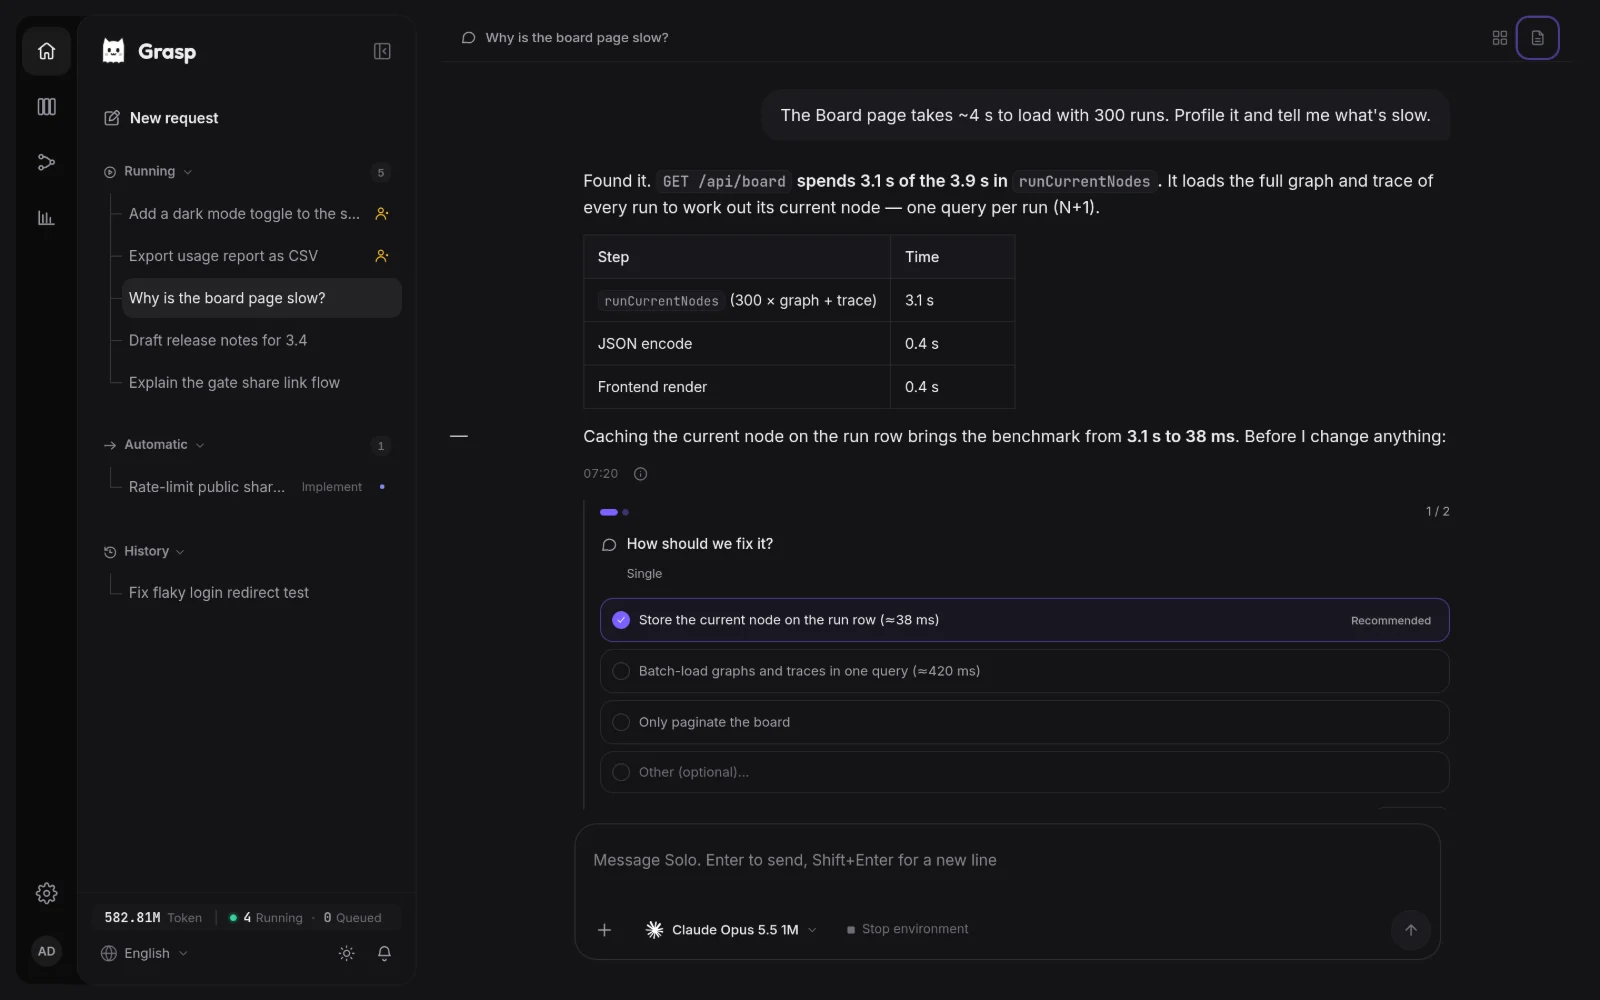 Grasp
New request
Running 5
Add a dark mode toggle to the s...
Export usage report as CSV
Why is the board page slow?
Draft release notes for 3.4
Explain the gate share link flow
Automatic 1
Rate-limit public shar... Implement
History
Fix flaky login redirect test
582.81M Token 4 Running · 0 Queued
English
AD
Why is the board page slow?
The Board page takes ~4 s to load with 300 runs. Profile it and tell me what's slow.
Found it. GET /api/board spends 3.1 s of the 3.9 s in runCurrentNodes. It loads the full graph and trace of
every run to work out its current node — one query per run (N+1).
Step Time
runCurrentNodes (300 × graph + trace) 3.1 s
JSON encode 0.4 s
Frontend render 0.4 s
Caching the current node on the run row brings the benchmark from 3.1 s to 38 ms. Before I change anything:
07:20
1 / 2
How should we fix it?
Single
Store the current node on the run row (≈38 ms) Recommended
Batch-load graphs and traces in one query (≈420 ms)
Only paginate the board
Other (optional)...
Message Solo. Enter to send, Shift+Enter for a new line
Claude Opus 5.5 1M Stop environment